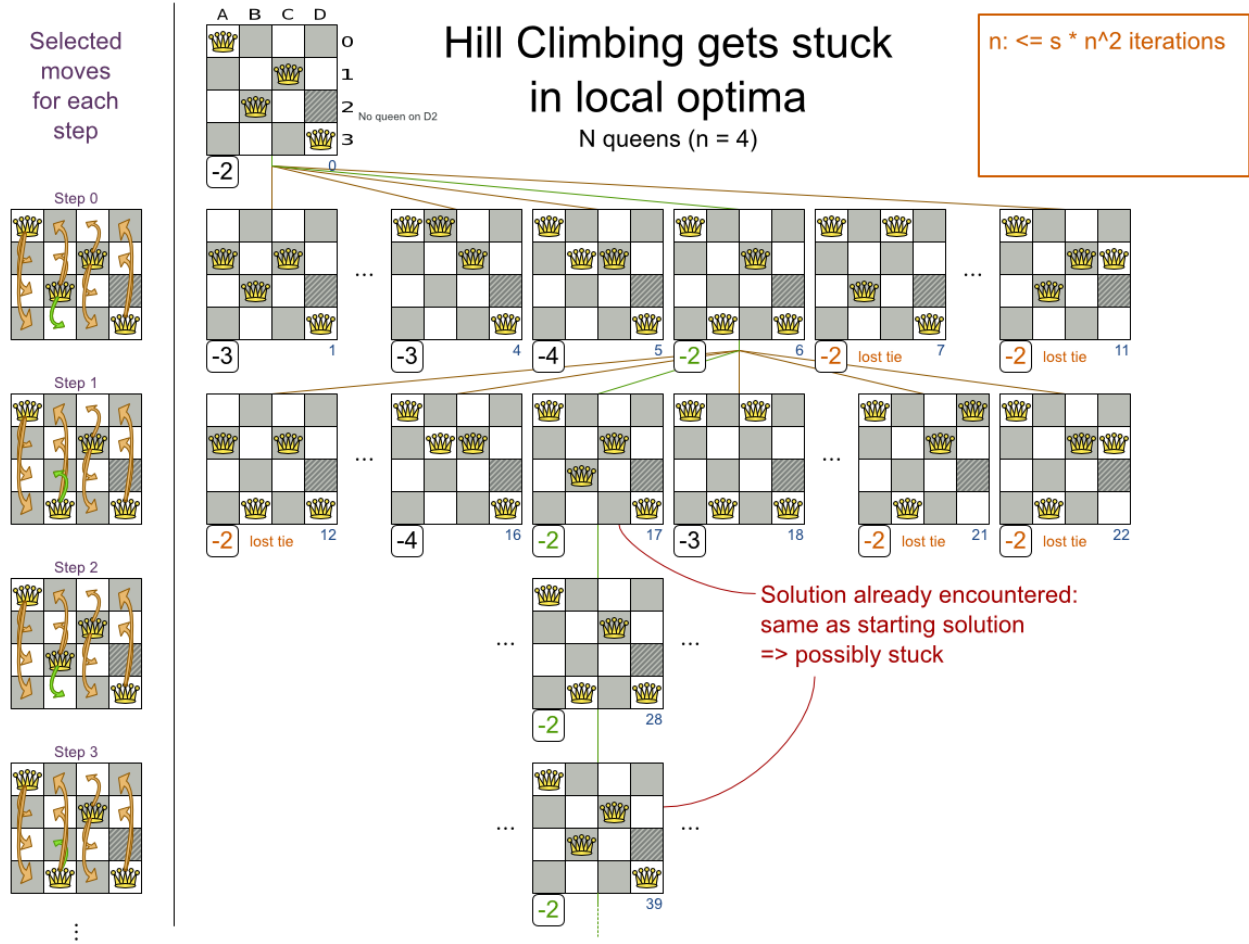 Selected
moves
for each
step
A B C D
0
1
2
3
No queen on D2
-2
0
Hill Climbing gets stuck
in local optima
N queens (n = 4)
n: <= s * n^2 iterations
Step 0
...
...
-3
1
-3
4
-4
5
-2
6
-2 lost tie 7
-2 lost tie 11
Step 1
...
...
-2 lost tie 12
-4
16
-2
17
-3
18
-2 lost tie 21
-2 lost tie 22
Step 2
...
...
-2
28
Solution already encountered:
same as starting solution
=> possibly stuck
Step 3
...
...
-2
39
...